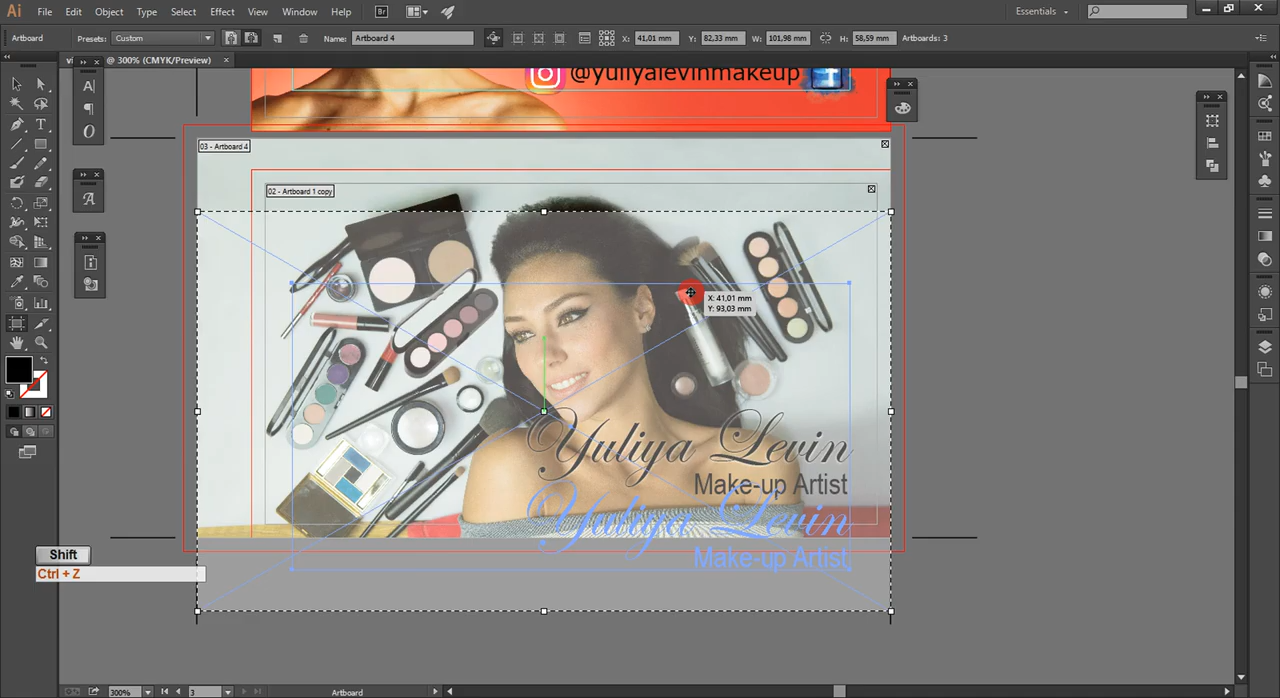 Ai File Edit Object Type Select Effect View Window Help Br Essentials
Artboard Presets: Custom Name: Artboard 4 X: 41,01 mm Y: 82,33 mm W: 101,98 mm H: 58,59 mm Artboards: 3
vi @ 300% (CMYK/Preview) ×
@yuliyalevinmakeup
03 - Artboard 4
02 - Artboard 1 copy
X: 41,01 mm
Y: 93,03 mm
Yuliya Levin
Make-up Artist
Yuliya Levin
Make-up Artist
Shift
Ctrl + Z
300% 3 Artboard